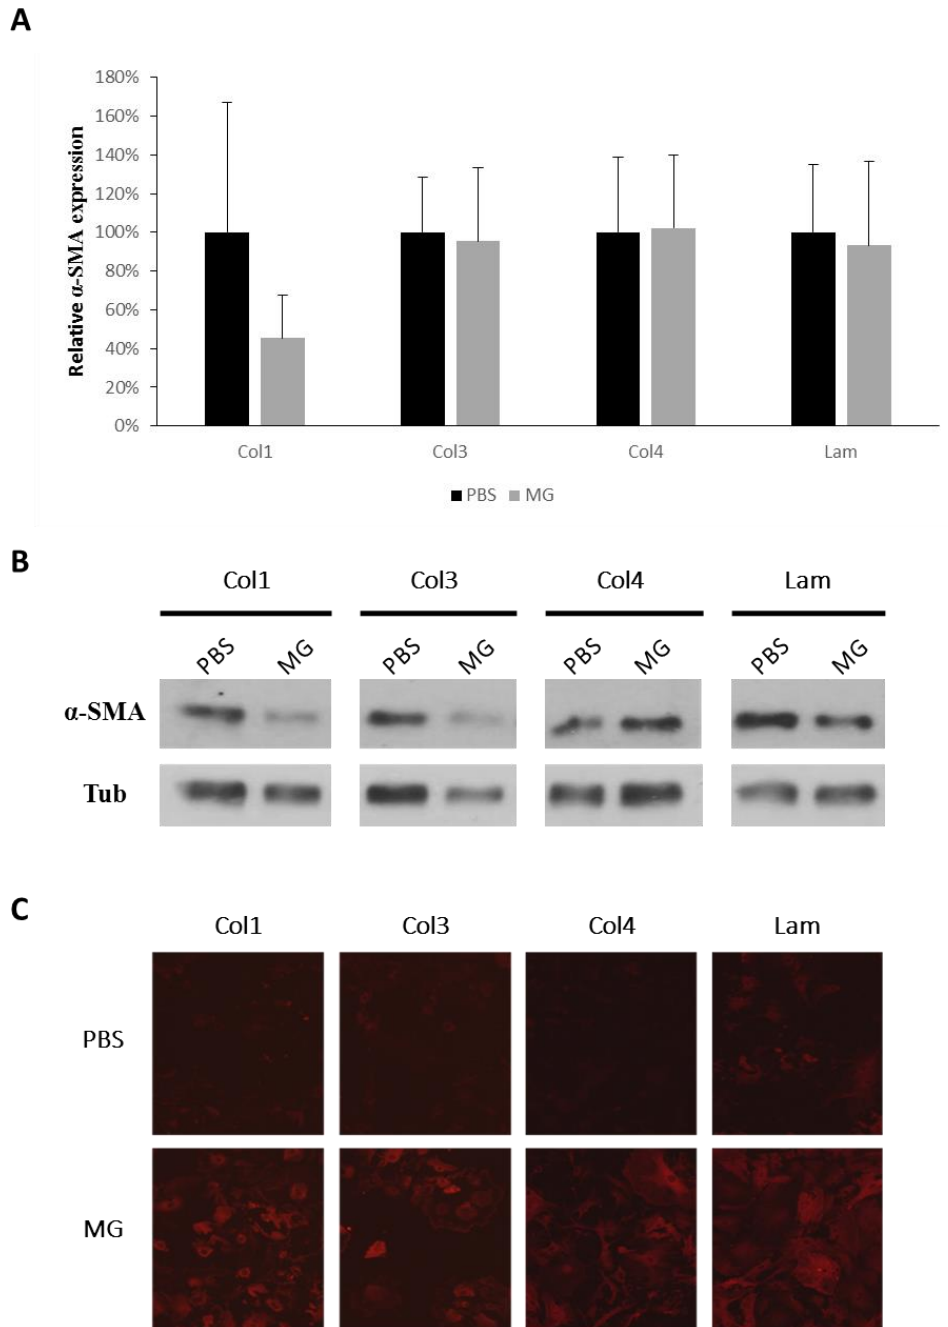 A
Relative α-SMA expression
180%
160%
140%
120%
100%
80%
60%
40%
20%
0%
Col1 Col3 Col4 Lam
PBS MG
B
Col1 Col3 Col4 Lam
PBS MG PBS MG PBS MG PBS MG
α-SMA
Tub
C
Col1 Col3 Col4 Lam
PBS
MG